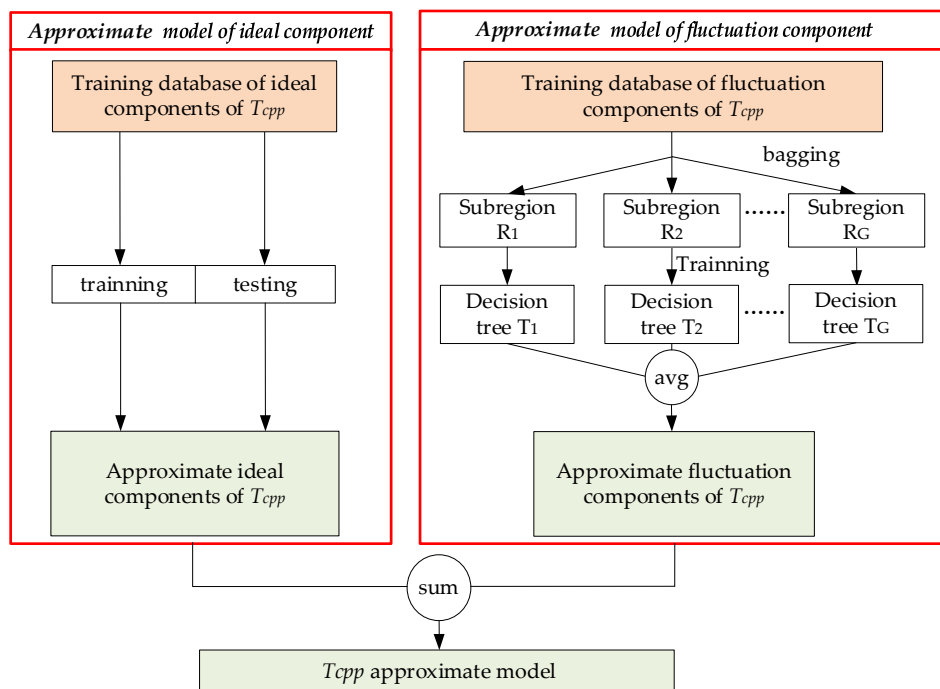 Approximate model of ideal component
Training database of ideal
components of Tcpp
trainning
testing
Approximate ideal
components of Tcpp
Approximate model of fluctuation component
Training database of fluctuation
components of Tcpp
bagging
Subregion
R1
Subregion
R2
......
Subregion
RG
Trainning
Decision
tree T1
Decision
tree T2
......
Decision
tree TG
avg
Approximate fluctuation
components of Tcpp
sum
Tcpp approximate model